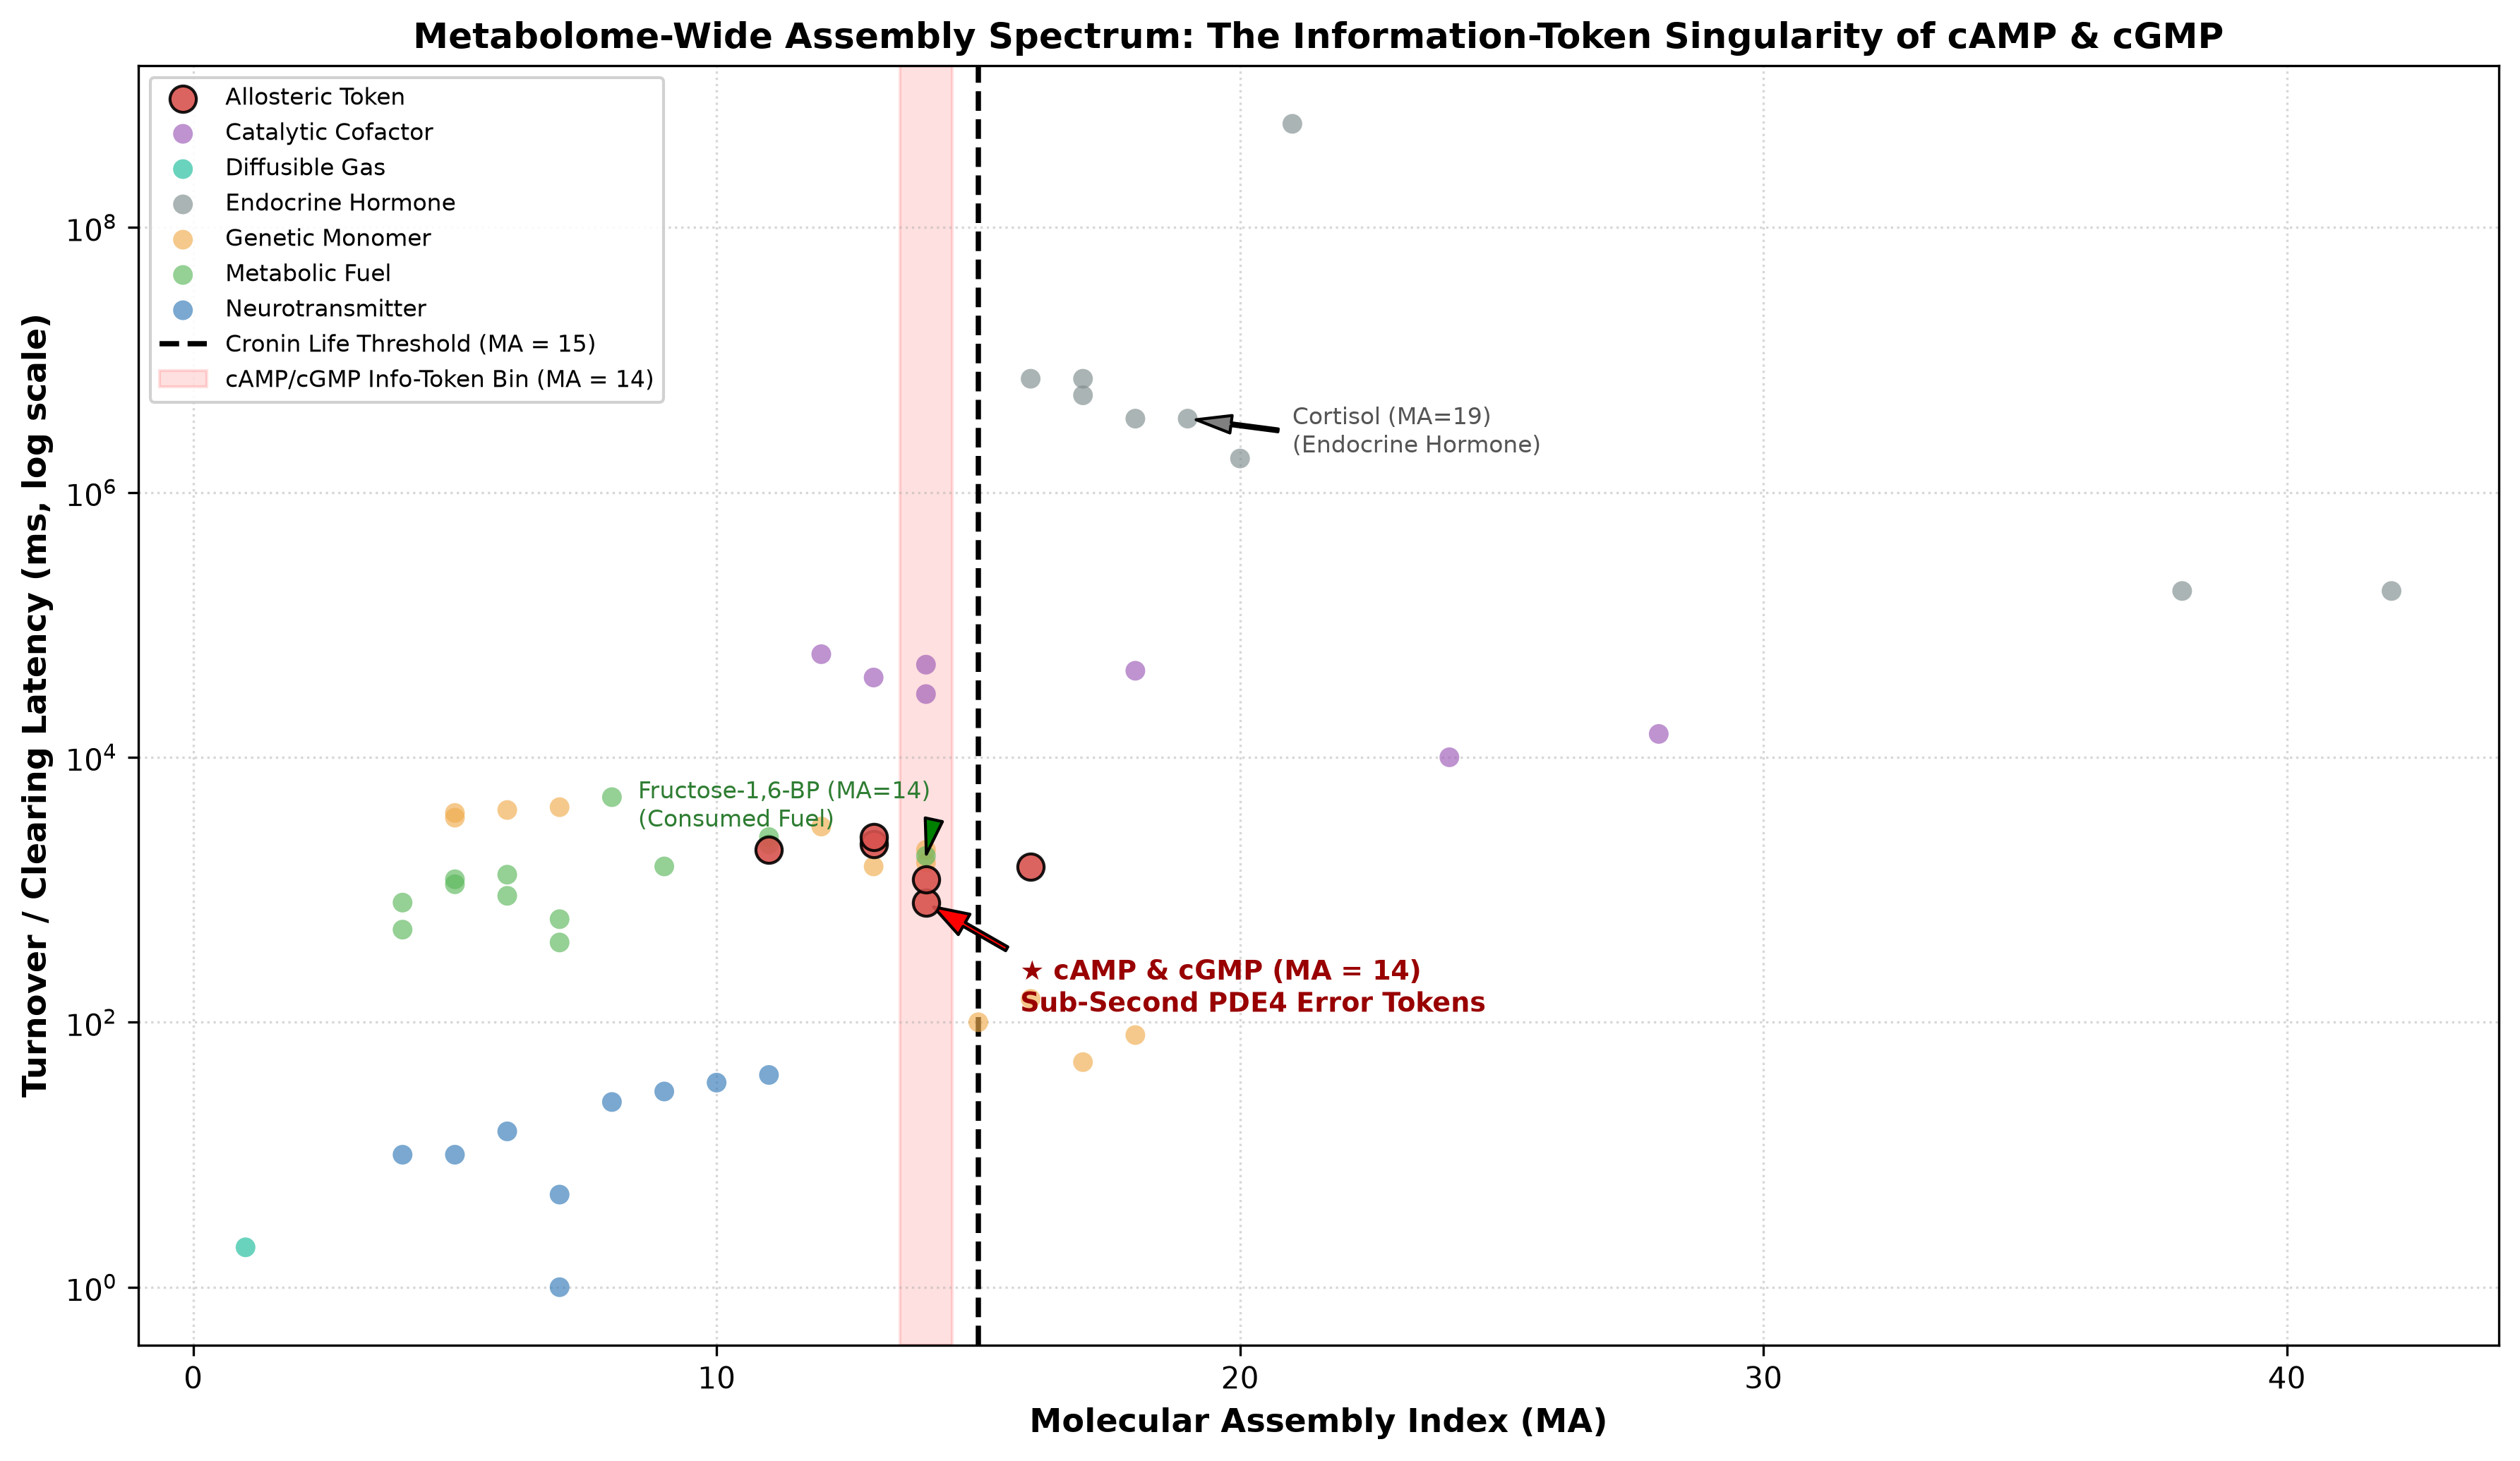 Metabolome-Wide Assembly Spectrum: The Information-Token Singularity of cAMP & cGMP
Allosteric Token
Catalytic Cofactor
Diffusible Gas
Endocrine Hormone
Genetic Monomer
Metabolic Fuel
Neurotransmitter
Cronin Life Threshold (MA = 15)
cAMP/cGMP Info-Token Bin (MA = 14)
Turnover / Clearing Latency (ms, log scale)
10⁸
10⁶
10⁴
10²
10⁰
Cortisol (MA=19)
(Endocrine Hormone)
Fructose-1,6-BP (MA=14)
(Consumed Fuel)
★ cAMP & cGMP (MA = 14)
Sub-Second PDE4 Error Tokens
0
10
20
30
40
Molecular Assembly Index (MA)